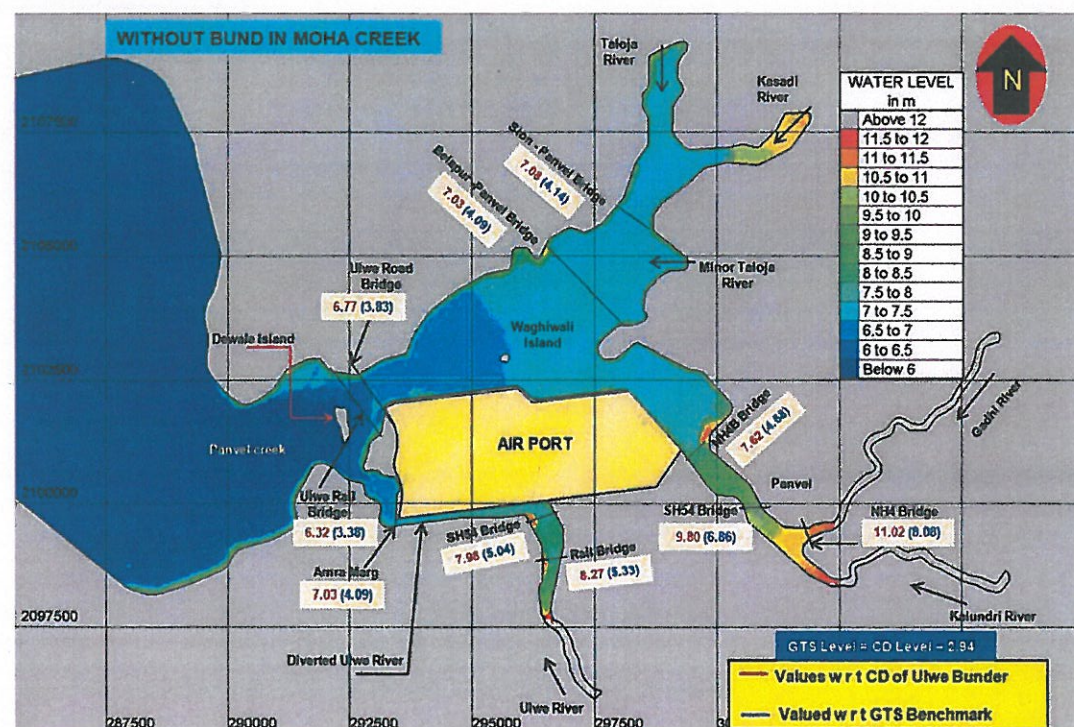 WITHOUT BUND IN MOHA CREEK
Taloja
River
Kasadi
River
N
WATER LEVEL
in m
Above 12
11.5 to 12
11 to 11.5
10.5 to 11
10 to 10.5
9.5 to 10
9 to 9.5
8.5 to 9
8 to 8.5
7.5 to 8
7 to 7.5
6.5 to 7
6 to 6.5
Below 6
2107500
Sion - Panvel Bridge
7.08 (4.14)
Belapur-Panvel Bridge
7.03 (4.09)
2105000
Minor Taloja
River
Ulwe Road
Bridge
6.77 (3.83)
Waghiwali
Island
Dewala Island
2102500
NH4B Bridge
7.62 (4.68)
Gadhi River
AIR PORT
Panvel creek
Panvel
2100000
Ulwe Rail
Bridge
6.32 (3.38)
SH54 Bridge
9.80 (6.86)
NH4 Bridge
11.02 (8.08)
SH54 Bridge
7.98 (5.04)
Rail Bridge
8.27 (5.33)
Amra Marg
7.03 (4.09)
Kalundri River
2097500
Diverted Ulwe River
GTS Level = CD Level - 2.94
Values w r t CD of Ulwe Bunder
Valued w r t GTS Benchmark
Ulwe River
287500
290000
292500
295000
297500